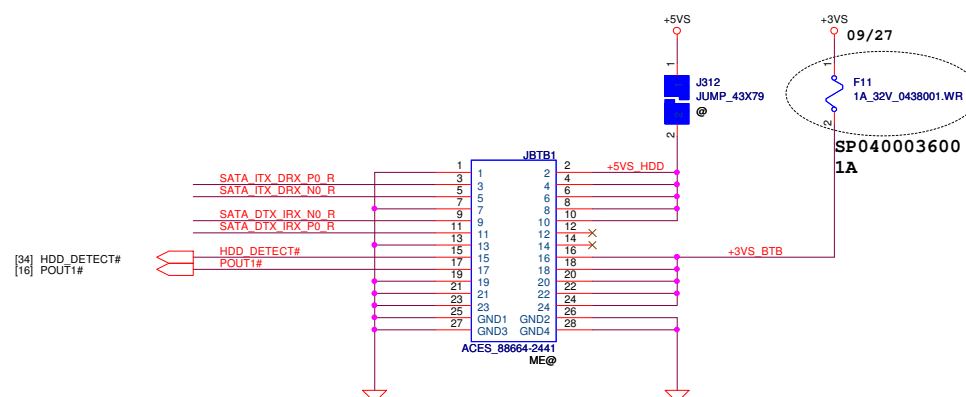 +5VS
+3VS
09/27
1
J312
JUMP_43X79
@
1
2
2
1
F11
1A_32V_0438001.WR
2
SP040003600
1A
JBTB1
1 1 2 2 +5VS_HDD
SATA_ITX_DRX_P0_R 3 3 4 4
SATA_ITX_DRX_N0_R 5 5 6 6
7 7 8 8
SATA_DTX_IRX_N0_R 9 9 10 10
SATA_DTX_IRX_P0_R 11 11 12 12
13 13 14 14
[34] HDD_DETECT# HDD_DETECT# 15 15 16 16 +3VS_BTB
[16] POUT1# POUT1# 17 17 18 18
19 19 20 20
21 21 22 22
23 23 24 24
25 GND1 GND2 26
27 GND3 GND4 28
ACES_88664-2441
ME@